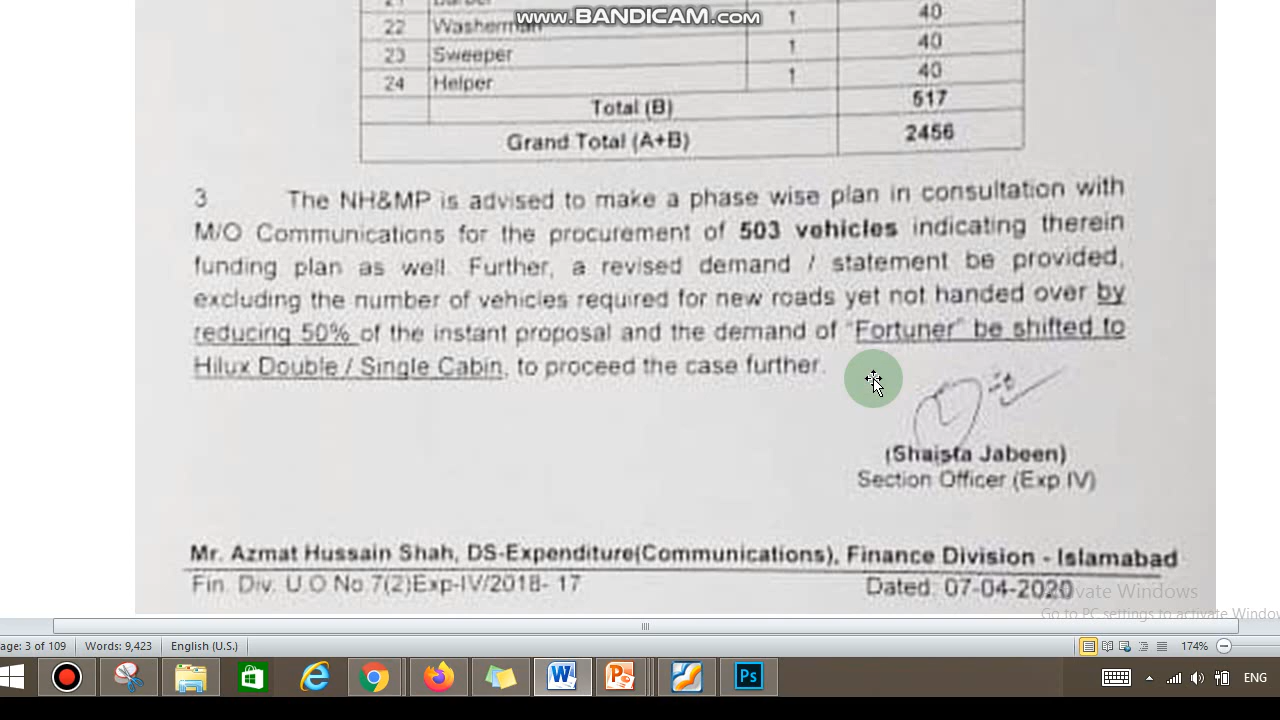 www.BANDICAM.com
22 Washerman 1 40
23 Sweeper 1 40
24 Helper 1 40
Total (B) 517
Grand Total (A+B) 2456
3 The NH&MP is advised to make a phase wise plan in consultation with
M/O Communications for the procurement of 503 vehicles indicating therein
funding plan as well. Further, a revised demand / statement be provided,
excluding the number of vehicles required for new roads yet not handed over by
reducing 50% of the instant proposal and the demand of "Fortuner" be shifted to
Hilux Double / Single Cabin, to proceed the case further.
(Shaista Jabeen)
Section Officer (Exp IV)
Mr. Azmat Hussain Shah, DS-Expenditure(Communications), Finance Division - Islamabad
Fin. Div. U.O No.7(2)Exp-IV/2018- 17 Dated: 07-04-2020
Activate Windows
Go to PC settings to activate Windows
age: 3 of 109 Words: 9,423 English (U.S.) 174%
ENG